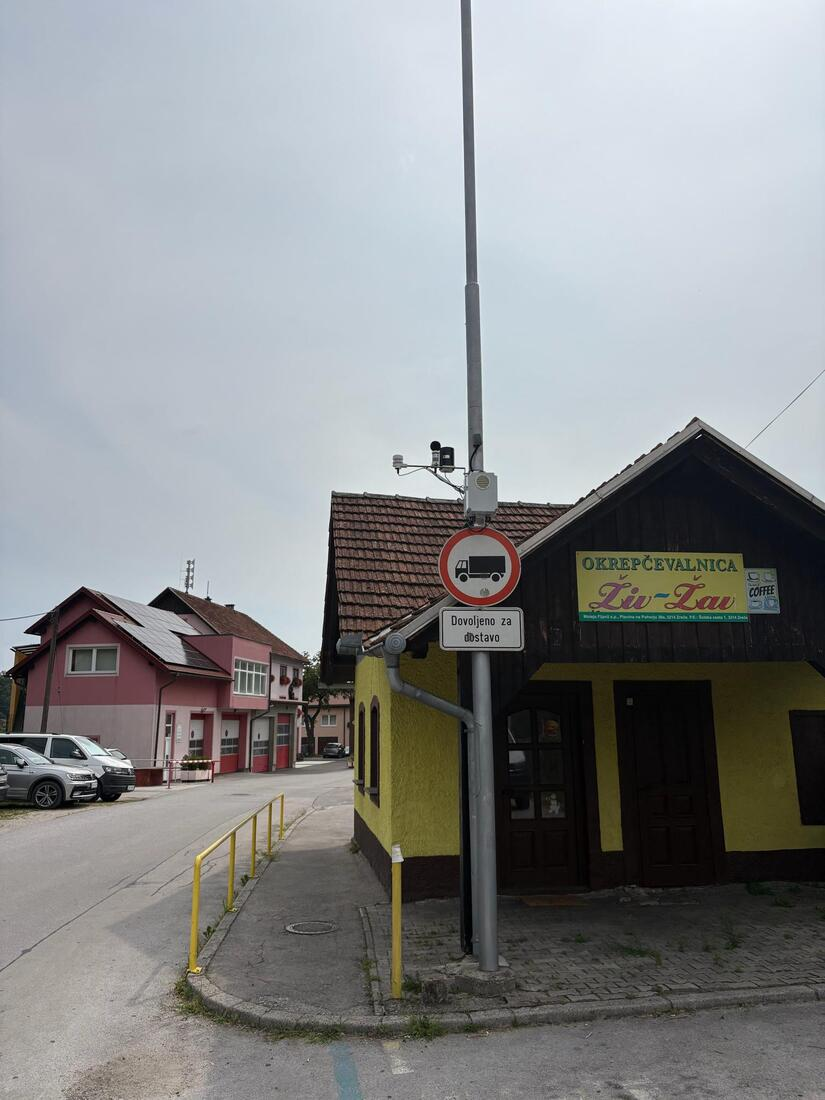 OKREPČEVALNICA
Živ-Žav
COFFEE
Dovoljeno za
dostavo